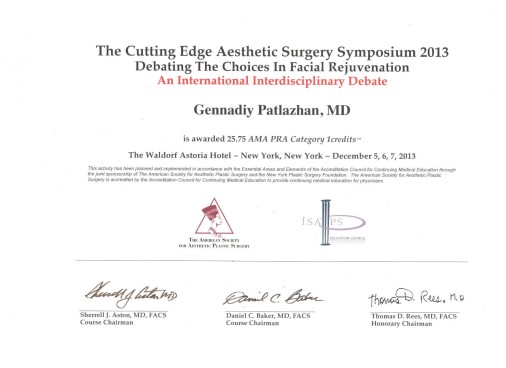 The Cutting Edge Aesthetic Surgery Symposium 2013
Debating The Choices In Facial Rejuvenation
An International Interdisciplinary Debate
Gennadiy Patlazhan, MD
is awarded 25.75 AMA PRA Category 1credits™
The Waldorf Astoria Hotel ~ New York, New York ~ December 5, 6, 7, 2013
This activity has been planned and implemented in accordance with the Essential Areas and Elements of the Accreditation Council for Continuing Medical Education through
the joint sponsorship of The American Society for Aesthetic Plastic Surgery and the New York Plastic Surgery Foundation. The American Society for Aesthetic Plastic
Surgery is accredited by the Accreditation Council for Continuing Medical Education to provide continuing medical education for physicians.
ISAPS
EDUCATION COUNCIL
THE AMERICAN SOCIETY
FOR AESTHETIC PLASTIC SURGERY
Daniel C. Baker
Thomas D. Rees, MD
Sherrell J. Aston, MD, FACS
Course Chairman
Daniel C. Baker, MD, FACS
Course Chairman
Thomas D. Rees, MD, FACS
Honorary Chairman